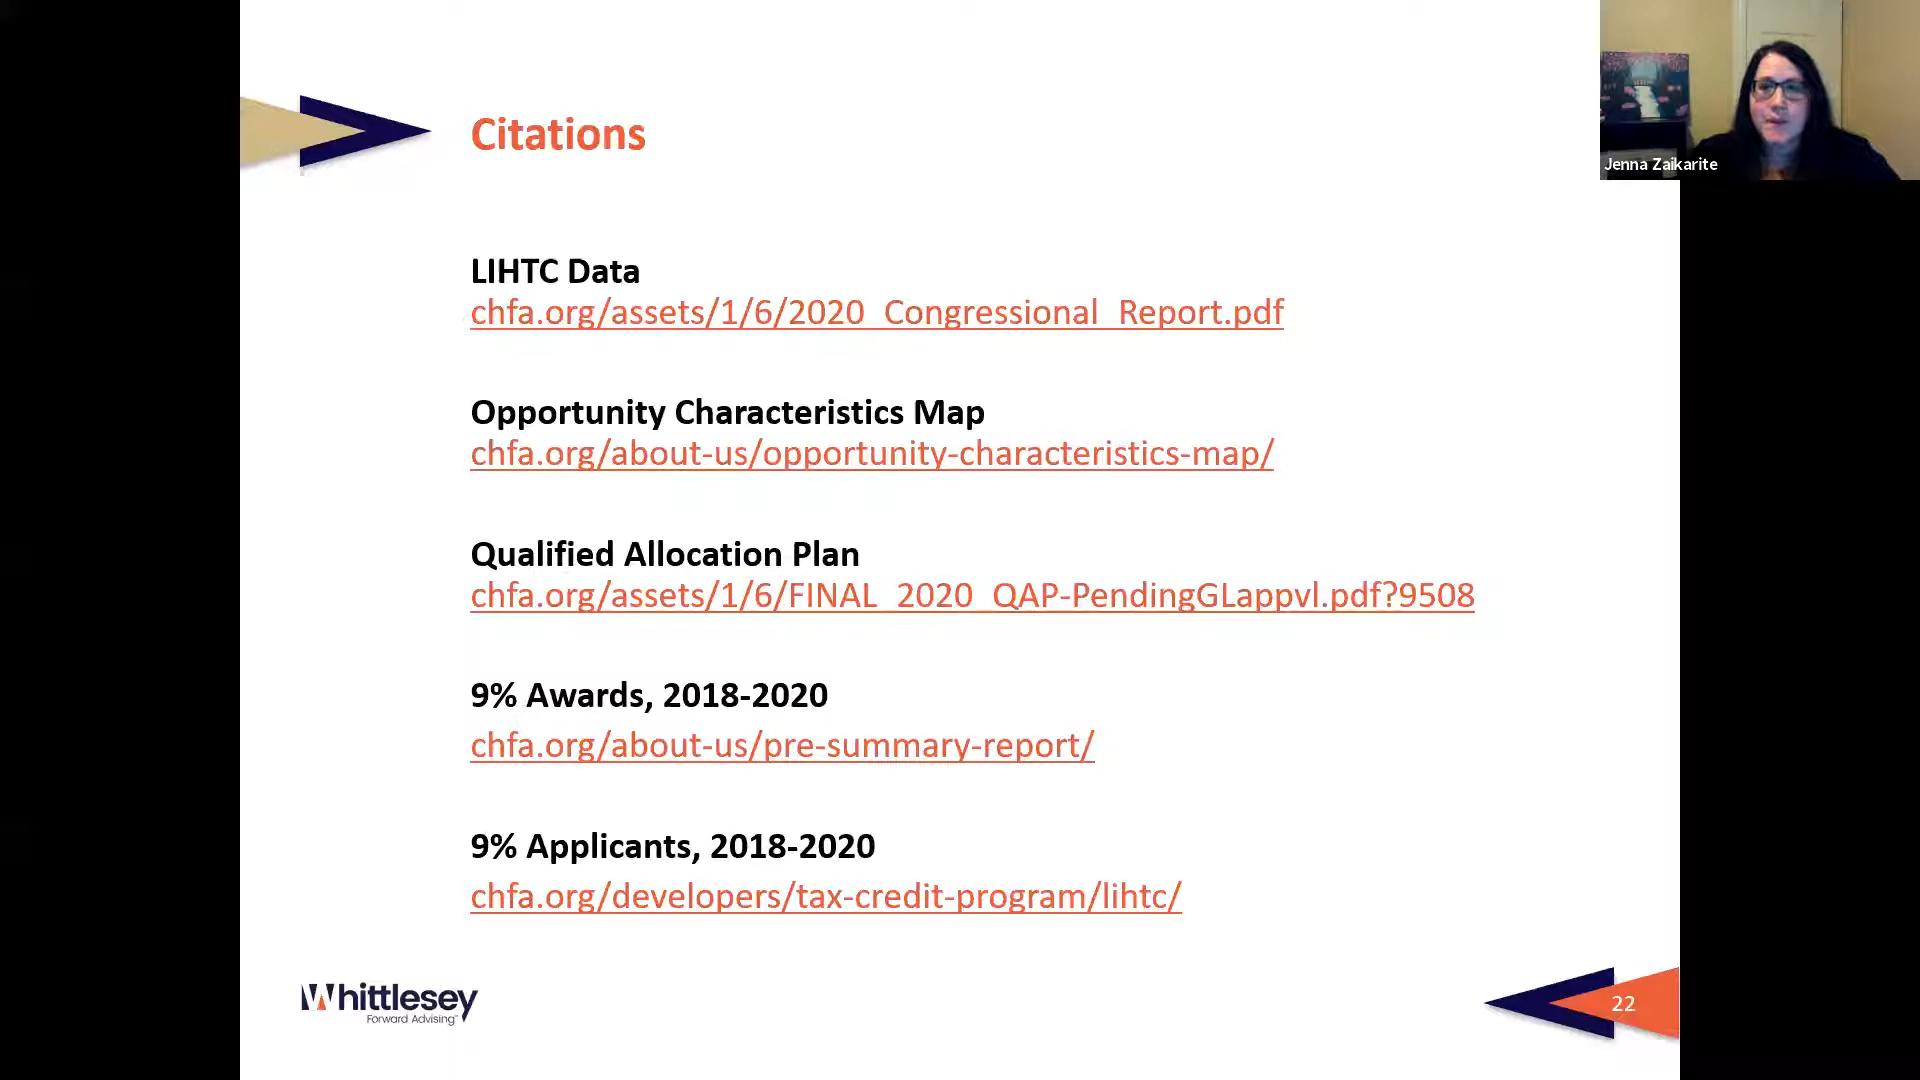 Citations
Jenna Zaikarite
LIHTC Data
chfa.org/assets/1/6/2020_Congressional_Report.pdf
Opportunity Characteristics Map
chfa.org/about-us/opportunity-characteristics-map/
Qualified Allocation Plan
chfa.org/assets/1/6/FINAL_2020_QAP-PendingGLappvl.pdf?9508
9% Awards, 2018-2020
chfa.org/about-us/pre-summary-report/
9% Applicants, 2018-2020
chfa.org/developers/tax-credit-program/lihtc/
Whittlesey
Forward Advising™
22